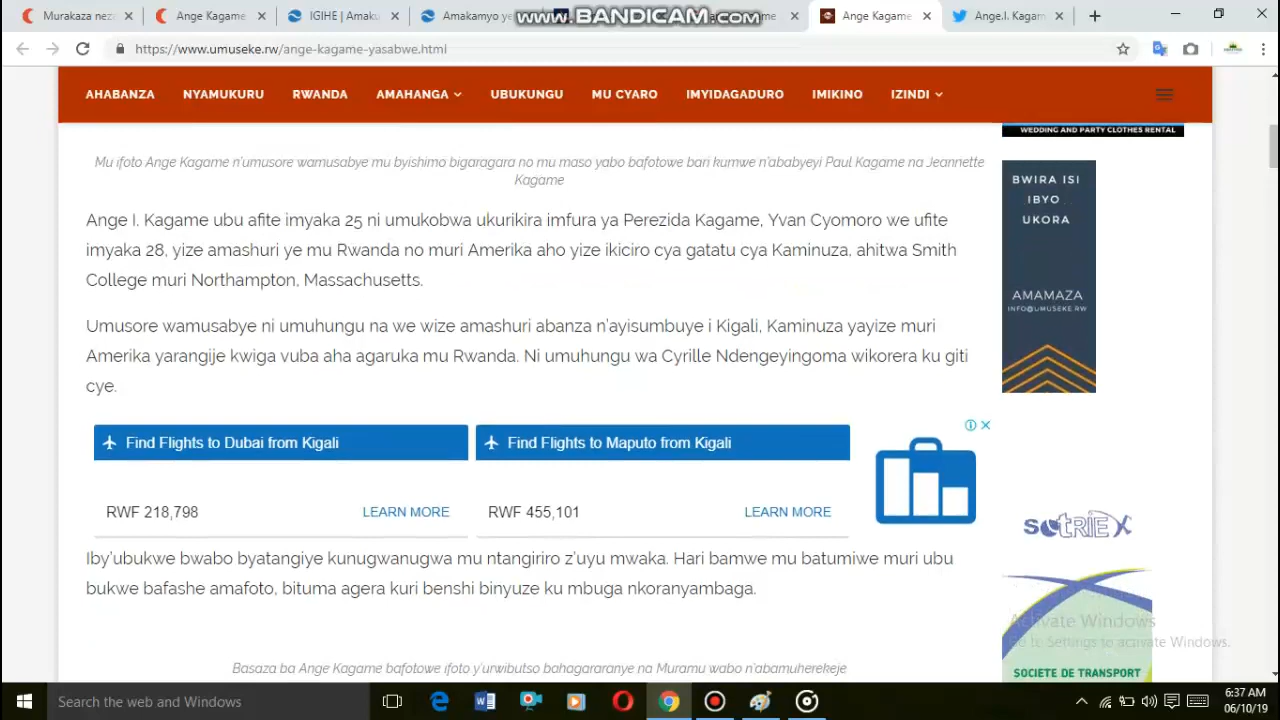 Murakaza nez
Ange Kagame
IGIHE | Amaku
Amakamyo ye
www.BANDICAM.com
Ange Kagame
Ange.I. Kagam
https://www.umuseke.rw/ange-kagame-yasabwe.html
AHABANZA NYAMUKURU RWANDA AMAHANGA UBUKUNGU MU CYARO IMYIDAGADURO IMIKINO IZINDI
WEDDING AND PARTY CLOTHES RENTAL
Mu ifoto Ange Kagame n'umusore wamusabye mu byishimo bigaragara no mu maso yabo bafotowe bari kumwe n'ababyeyi Paul Kagame na Jeannette
Kagame
Ange I. Kagame ubu afite imyaka 25 ni umukobwa ukurikira imfura ya Perezida Kagame, Yvan Cyomoro we ufite
imyaka 28, yize amashuri ye mu Rwanda no muri Amerika aho yize ikiciro cya gatatu cya Kaminuza, ahitwa Smith
College muri Northampton, Massachusetts.
Umusore wamusabye ni umuhungu na we wize amashuri abanza n'ayisumbuye i Kigali, Kaminuza yayize muri
Amerika yarangije kwiga vuba aha agaruka mu Rwanda. Ni umuhungu wa Cyrille Ndengeyingoma wikorera ku giti
cye.
Find Flights to Dubai from Kigali
RWF 218,798 LEARN MORE
Find Flights to Maputo from Kigali
RWF 455,101 LEARN MORE
Iby'ubukwe bwabo byatangiye kunugwanugwa mu ntangiriro z'uyu mwaka. Hari bamwe mu batumiwe muri ubu
bukwe bafashe amafoto, bituma agera kuri benshi binyuze ku mbuga nkoranyambaga.
Basaza ba Ange Kagame bafotowe ifoto y'urwibutso bahagararanye na Muramu wabo n'abamuherekeje
BWIRA ISI
IBYO
UKORA
AMAMAZA
INFO@UMUSEKE.RW
SOTRIEX
SOCIETE DE TRANSPORT
Activate Windows
Go to Settings to activate Windows.
Search the web and Windows
6:37 AM
06/10/19